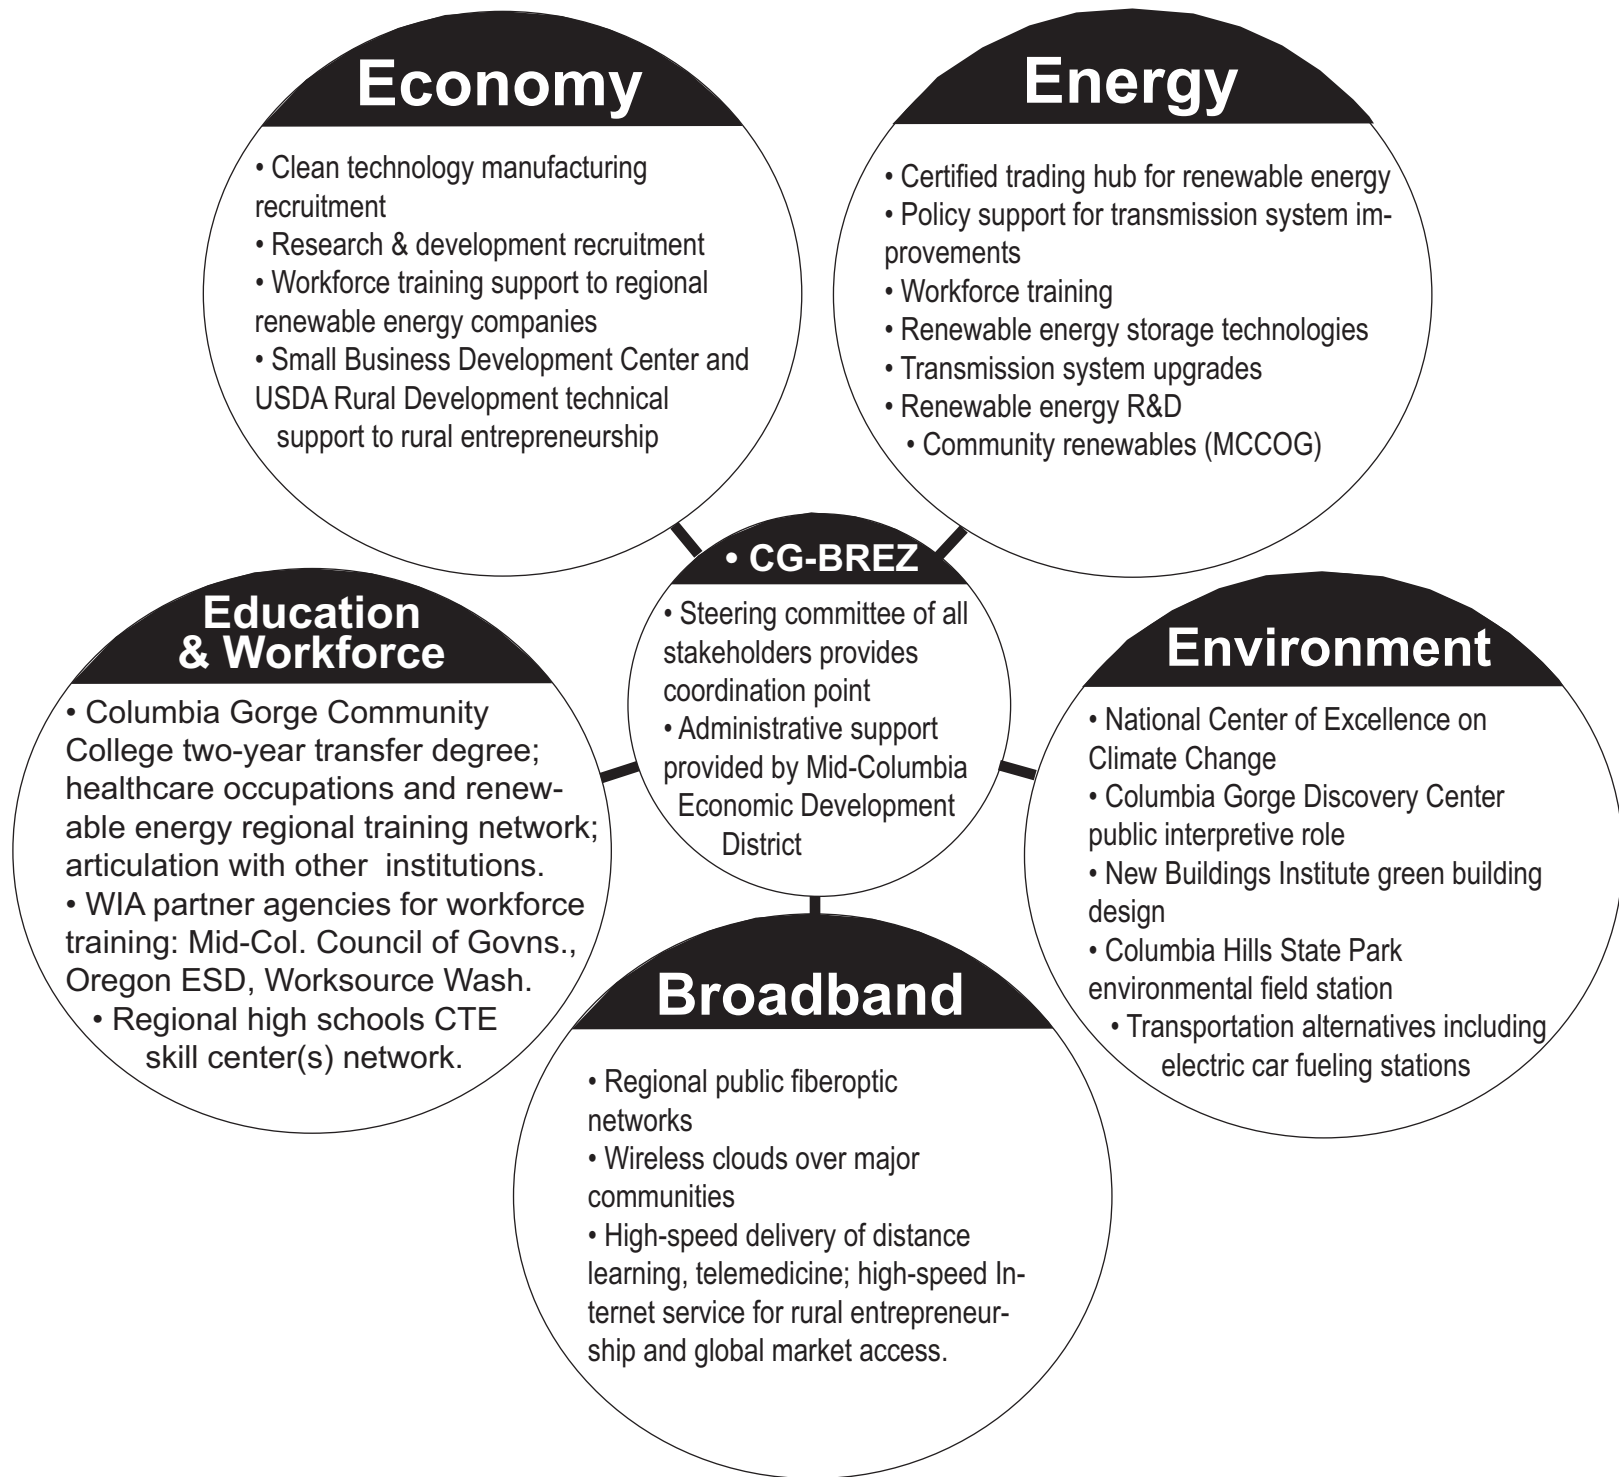 Economy
• Clean technology manufacturing
recruitment
• Research & development recruitment
• Workforce training support to regional
renewable energy companies
• Small Business Development Center and
USDA Rural Development technical
support to rural entrepreneurship
Energy
• Certified trading hub for renewable energy
• Policy support for transmission system im-
provements
• Workforce training
• Renewable energy storage technologies
• Transmission system upgrades
• Renewable energy R&D
• Community renewables (MCCOG)
• CG-BREZ
• Steering committee of all
stakeholders provides
coordination point
• Administrative support
provided by Mid-Columbia
Economic Development
District
Education
& Workforce
• Columbia Gorge Community
College two-year transfer degree;
healthcare occupations and renew-
able energy regional training network;
articulation with other institutions.
• WIA partner agencies for workforce
training: Mid-Col. Council of Govns.,
Oregon ESD, Worksource Wash.
• Regional high schools CTE
skill center(s) network.
Environment
• National Center of Excellence on
Climate Change
• Columbia Gorge Discovery Center
public interpretive role
• New Buildings Institute green building
design
• Columbia Hills State Park
environmental field station
• Transportation alternatives including
electric car fueling stations
Broadband
• Regional public fiberoptic
networks
• Wireless clouds over major
communities
• High-speed delivery of distance
learning, telemedicine; high-speed In-
ternet service for rural entrepreneur-
ship and global market access.